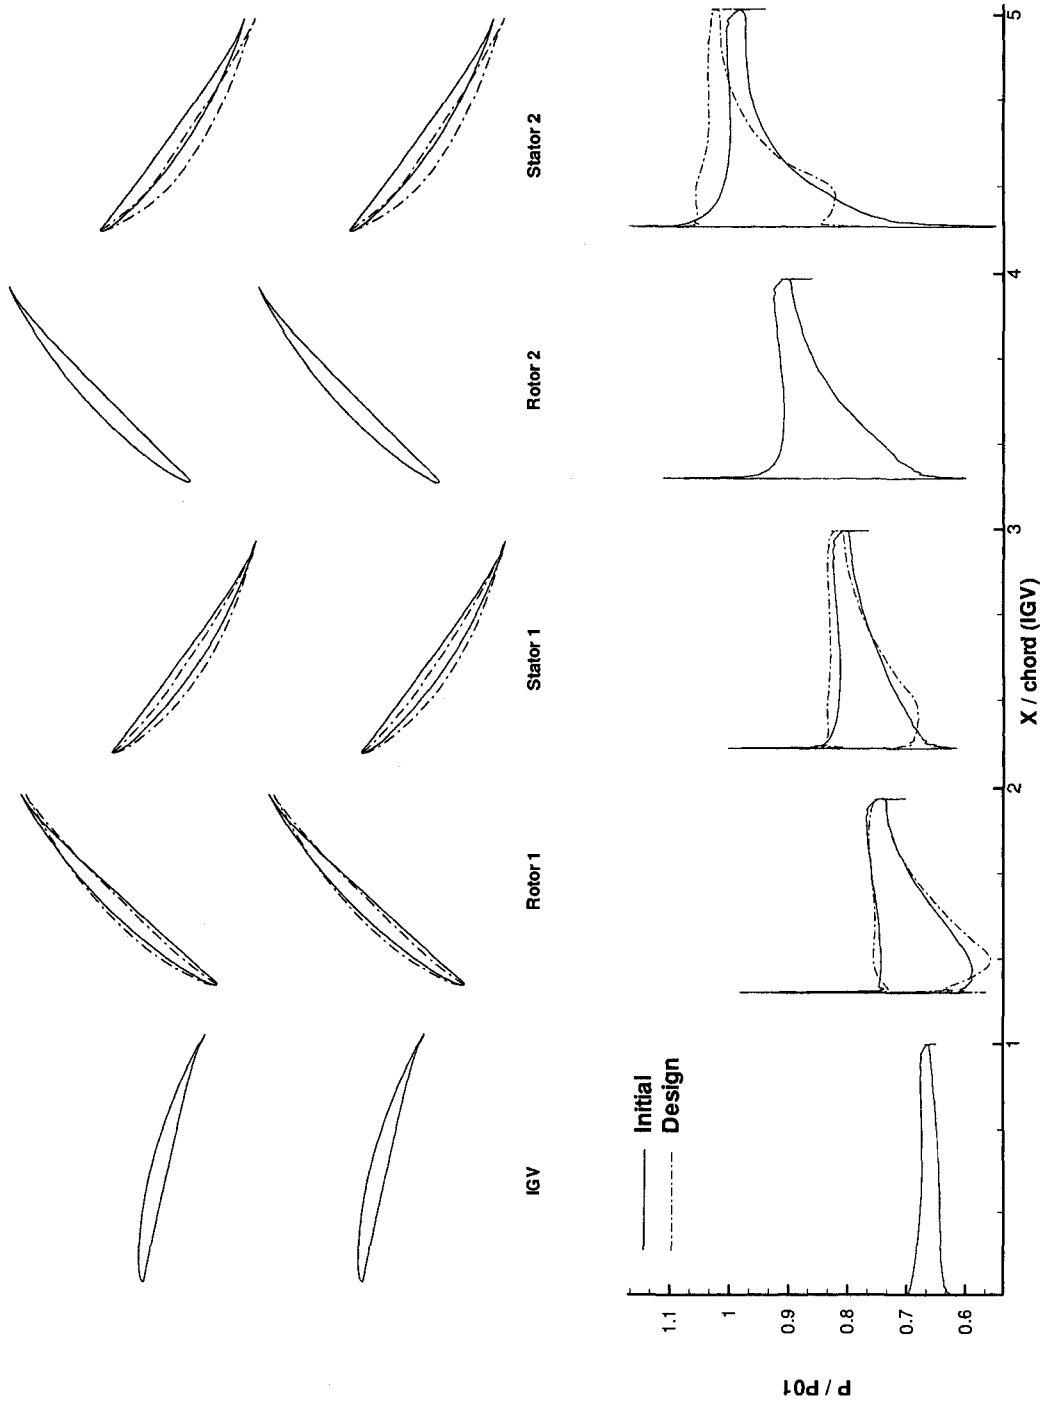 IGV
Rotor 1
Stator 1
Rotor 2
Stator 2
Initial
Design
P / P01
1.1
1
0.9
0.8
0.7
0.6
1
2
3
4
5
X / chord (IGV)